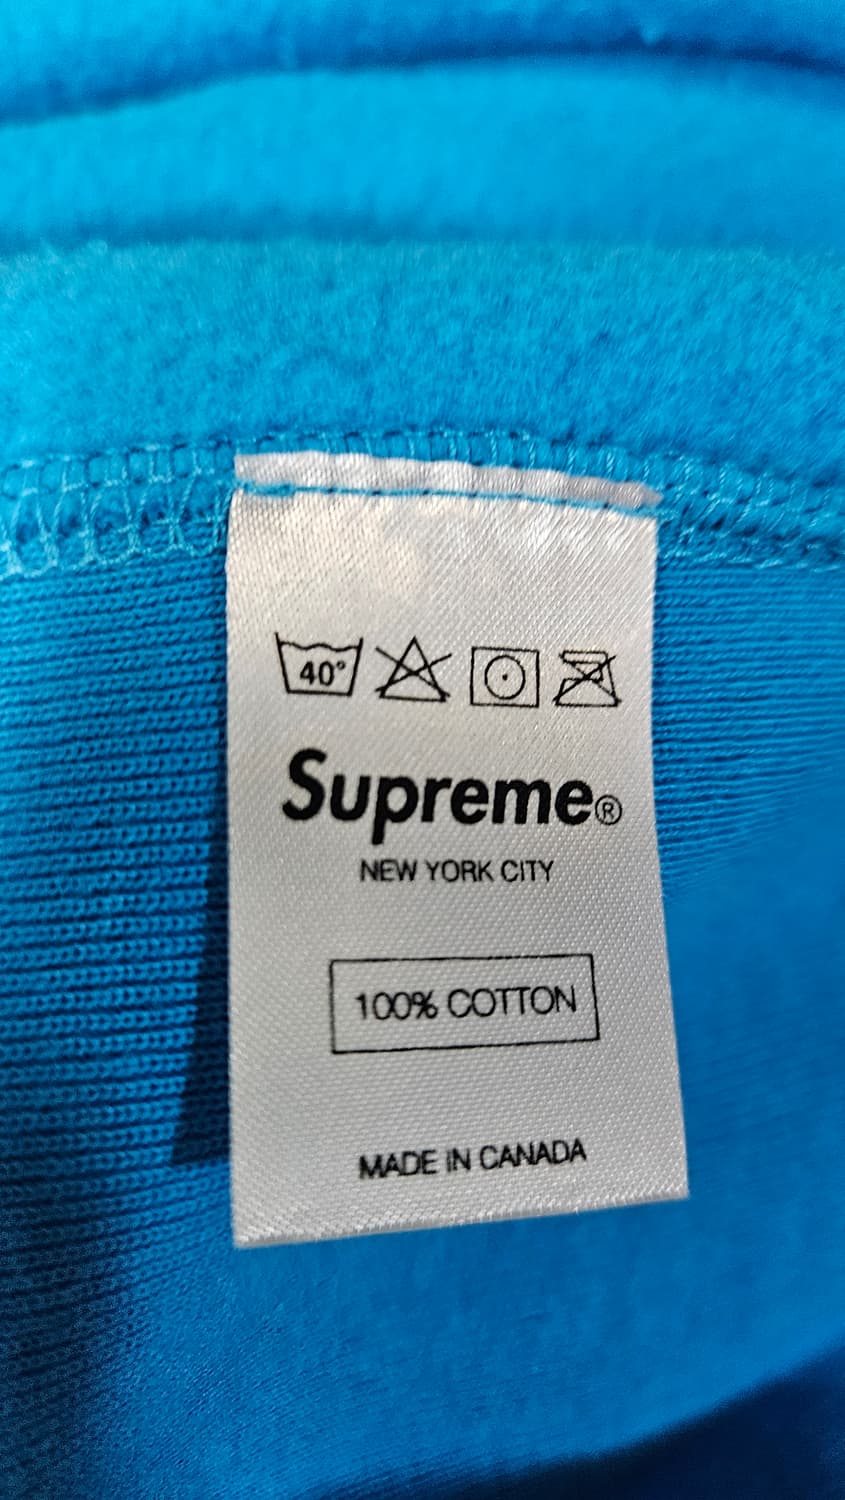 40°
Supreme®
NEW YORK CITY
100% COTTON
MADE IN CANADA